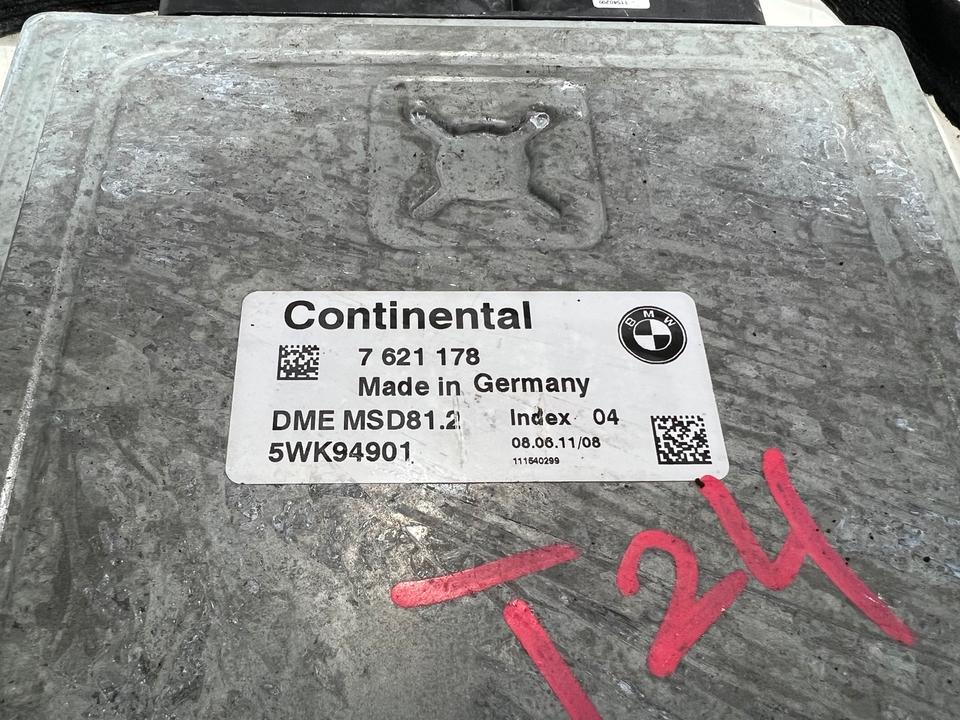 Continental
BMW
7 621 178
Made in Germany
DME MSD81.2
Index 04
5WK94901
08.06.11/08
111540299
T24